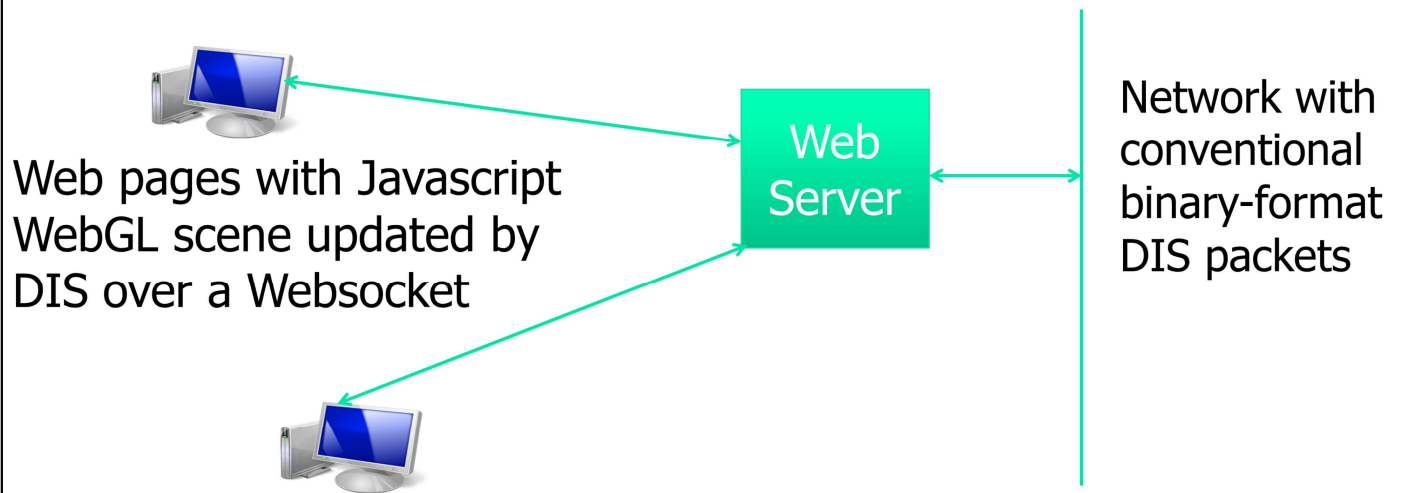 Web pages with Javascript
WebGL scene updated by
DIS over a Websocket
Web
Server
Network with
conventional
binary-format
DIS packets